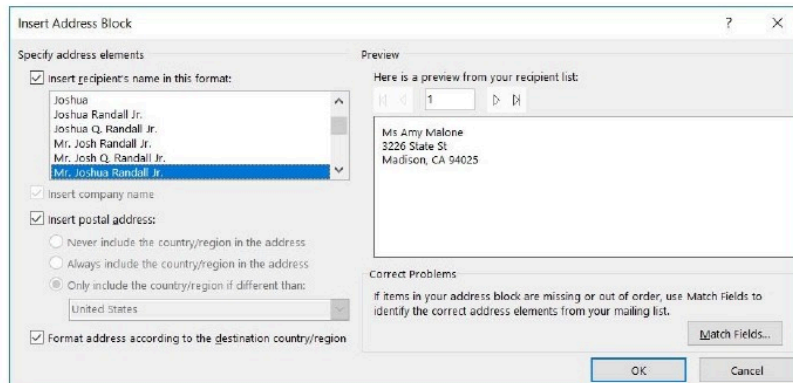 Insert Address Block
? X
Specify address elements
Insert recipient's name in this format:
Joshua
Joshua Randall Jr.
Joshua Q. Randall Jr.
Mr. Josh Randall Jr.
Mr. Josh Q. Randall Jr.
Mr. Joshua Randall Jr.
Insert company name
Insert postal address:
Never include the country/region in the address
Always include the country/region in the address
Only include the country/region if different than:
United States
Format address according to the destination country/region
Preview
Here is a preview from your recipient list:
1
Ms Amy Malone
3226 State St
Madison, CA 94025
Correct Problems
If items in your address block are missing or out of order, use Match Fields to
identify the correct address elements from your mailing list.
Match Fields...
OK
Cancel